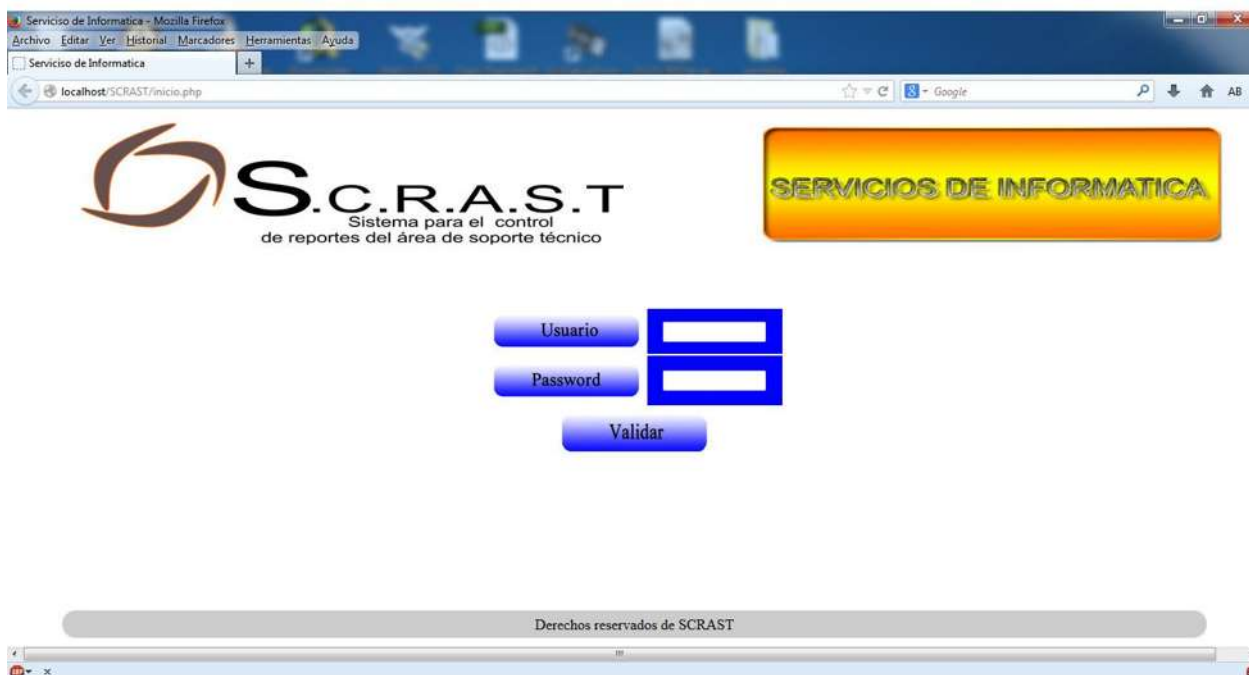 Serviciso de Informatica - Mozilla Firefox
Archivo Editar Ver Historial Marcadores Herramientas Ayuda
Serviciso de Informatica +
localhost/SCRAST/inicio.php
8 Google
AB
S.C.R.A.S.T
Sistema para el control
de reportes del área de soporte técnico
SERVICIOS DE INFORMATICA
Usuario
Password
Validar
Derechos reservados de SCRAST